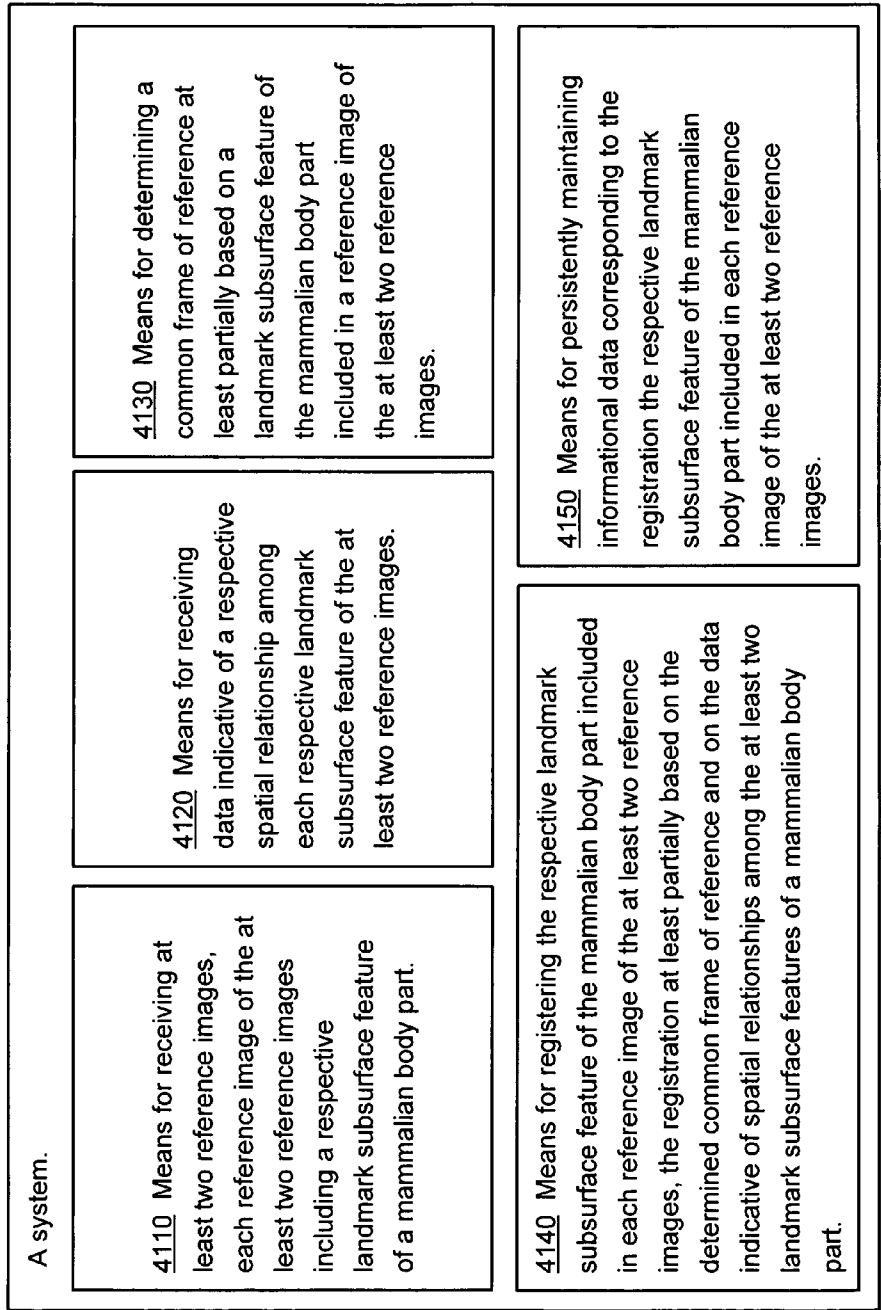 A system.
4110 Means for receiving at
least two reference images,
each reference image of the at
least two reference images
including a respective
landmark subsurface feature
of a mammalian body part.
4120 Means for receiving
data indicative of a respective
spatial relationship among
each respective landmark
subsurface feature of the at
least two reference images.
4130 Means for determining a
common frame of reference at
least partially based on a
landmark subsurface feature of
the mammalian body part
included in a reference image of
the at least two reference
images.
4140 Means for registering the respective landmark
subsurface feature of the mammalian body part included
in each reference image of the at least two reference
images, the registration at least partially based on the
determined common frame of reference and on the data
indicative of spatial relationships among the at least two
landmark subsurface features of a mammalian body
part.
4150 Means for persistently maintaining
informational data corresponding to the
registration the respective landmark
subsurface feature of the mammalian
body part included in each reference
image of the at least two reference
images.